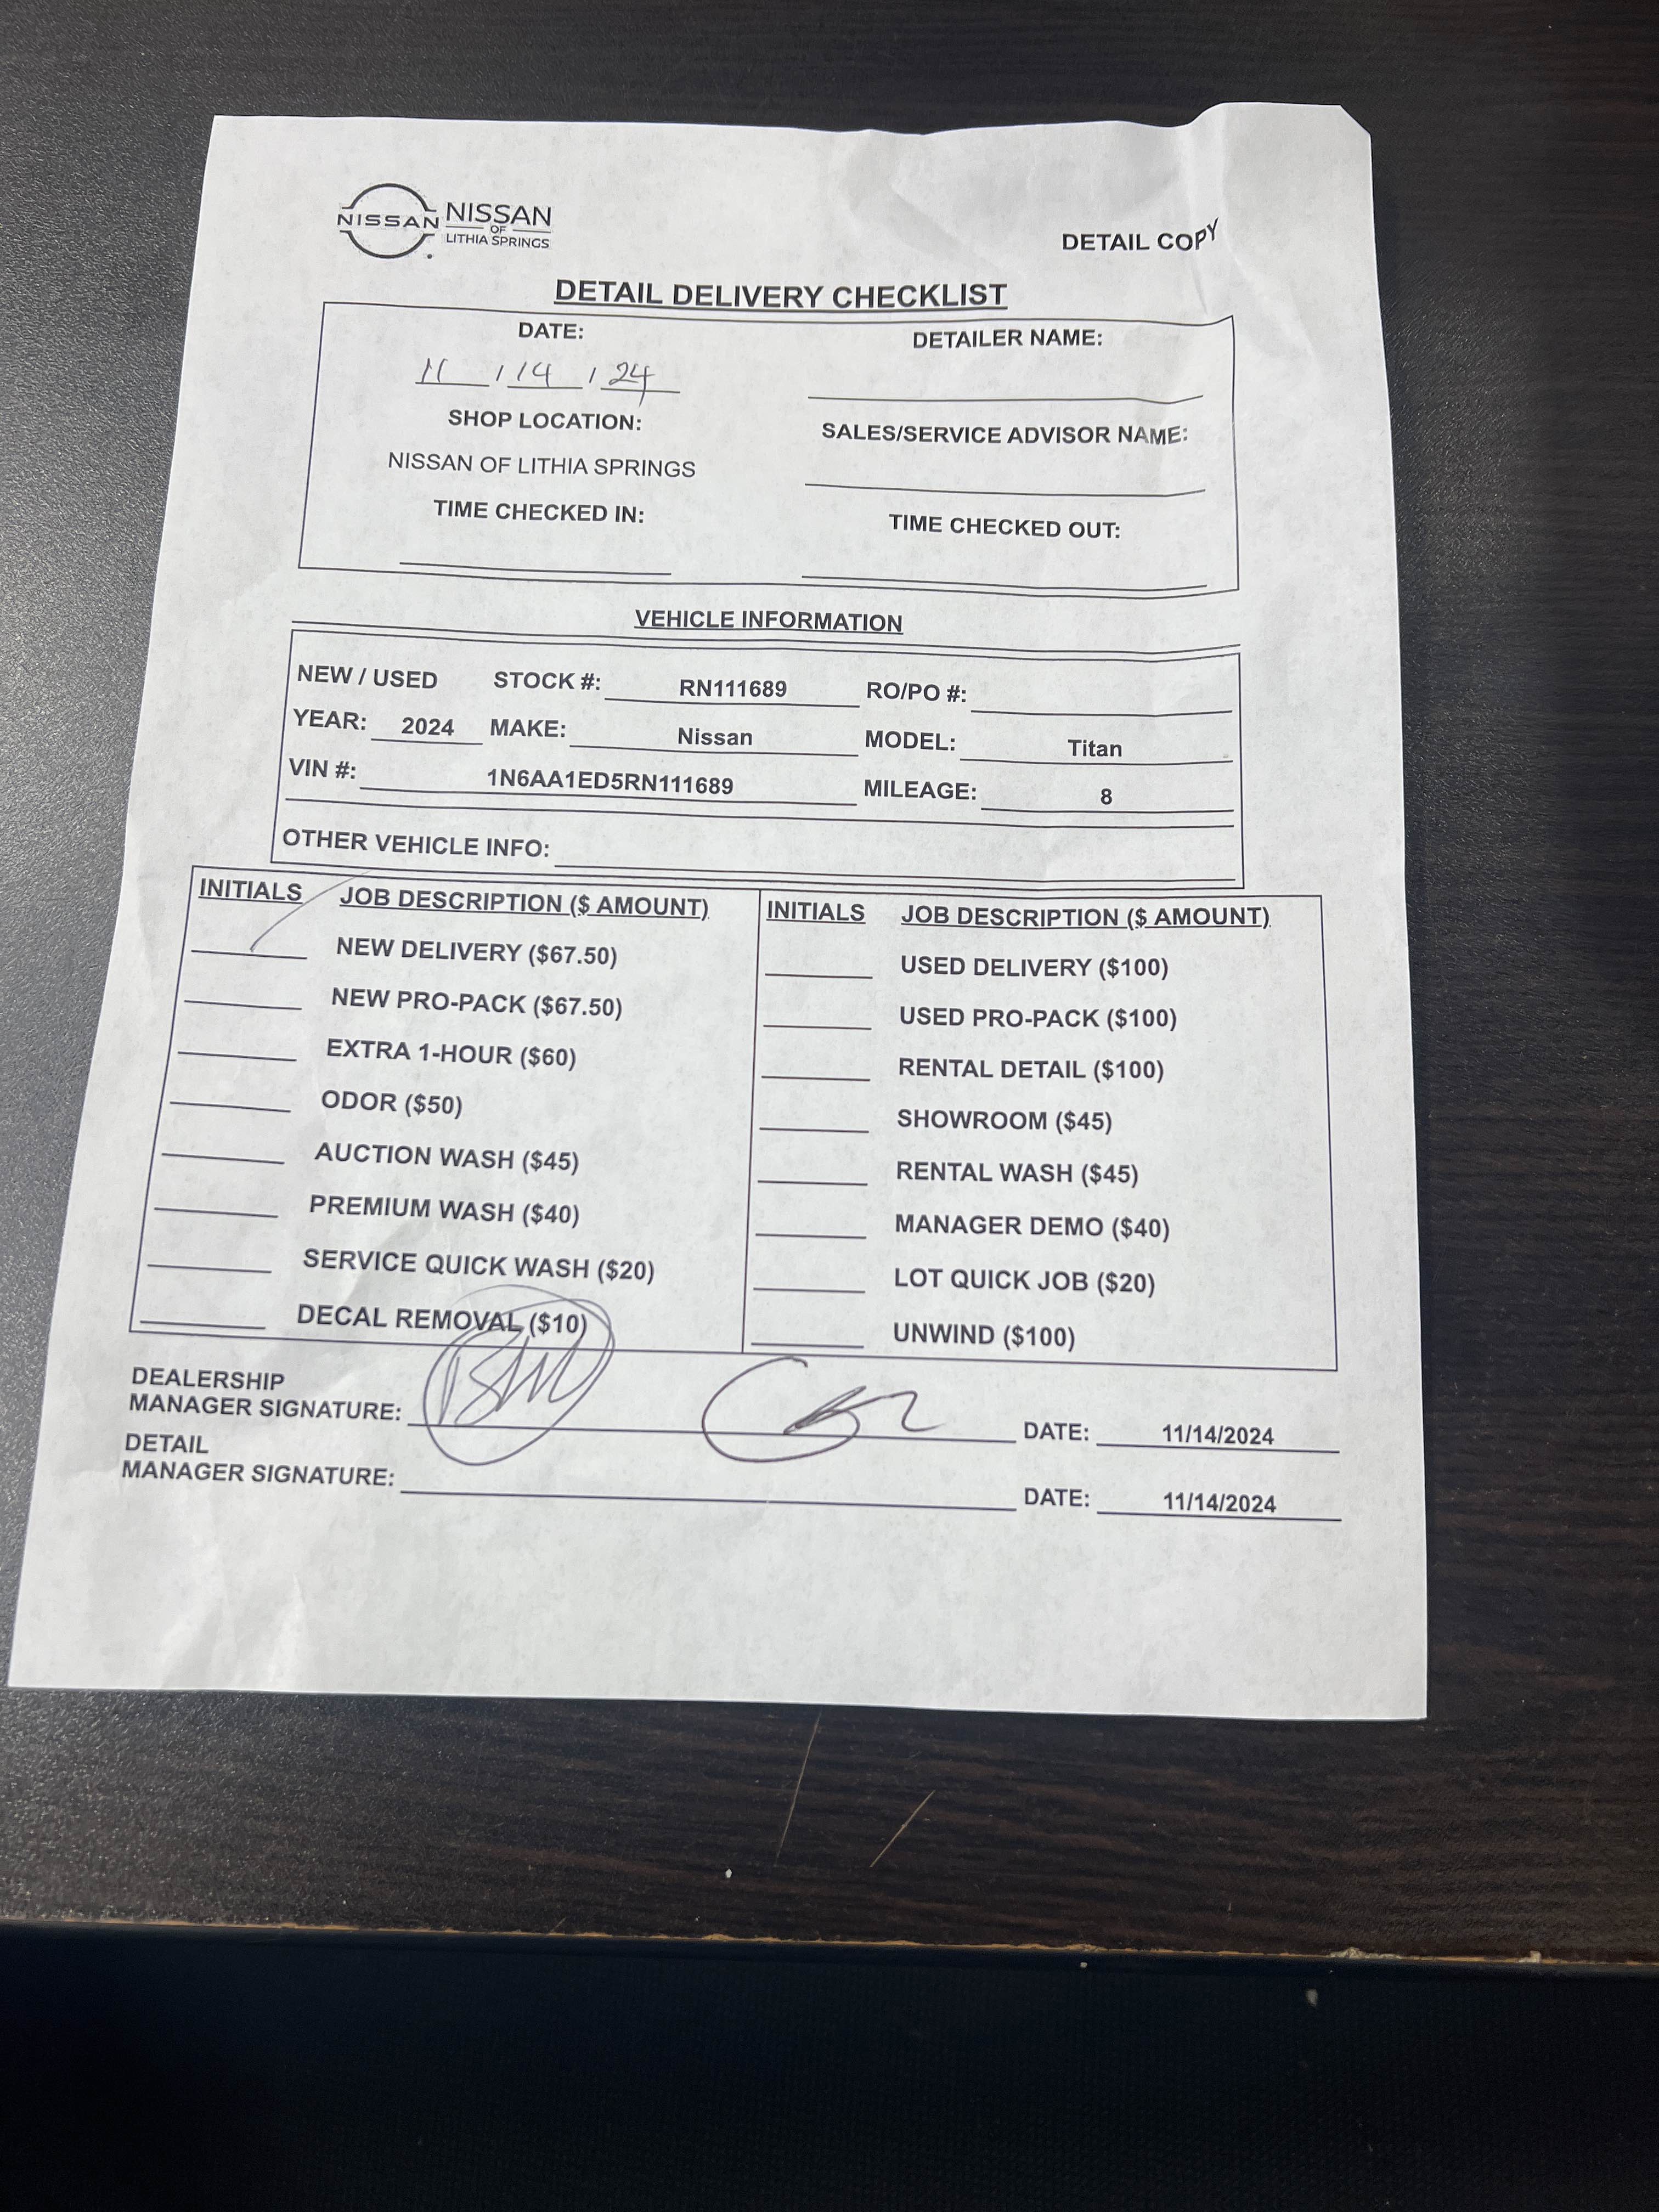 NISSAN NISSAN
OF
LITHIA SPRINGS
DETAIL COPY
DETAIL DELIVERY CHECKLIST
DATE: DETAILER NAME:
11 / 14 / 24
SHOP LOCATION: SALES/SERVICE ADVISOR NAME:
NISSAN OF LITHIA SPRINGS
TIME CHECKED IN: TIME CHECKED OUT:
VEHICLE INFORMATION
NEW / USED STOCK #: RN111689 RO/PO #:
YEAR: 2024 MAKE: Nissan MODEL: Titan
VIN #: 1N6AA1ED5RN111689 MILEAGE: 8
OTHER VEHICLE INFO:
INITIALS JOB DESCRIPTION ($ AMOUNT) INITIALS JOB DESCRIPTION ($ AMOUNT)
NEW DELIVERY ($67.50) USED DELIVERY ($100)
NEW PRO-PACK ($67.50) USED PRO-PACK ($100)
EXTRA 1-HOUR ($60) RENTAL DETAIL ($100)
ODOR ($50) SHOWROOM ($45)
AUCTION WASH ($45) RENTAL WASH ($45)
PREMIUM WASH ($40) MANAGER DEMO ($40)
SERVICE QUICK WASH ($20) LOT QUICK JOB ($20)
DECAL REMOVAL ($10) UNWIND ($100)
DEALERSHIP
MANAGER SIGNATURE: DATE: 11/14/2024
DETAIL
MANAGER SIGNATURE: DATE: 11/14/2024